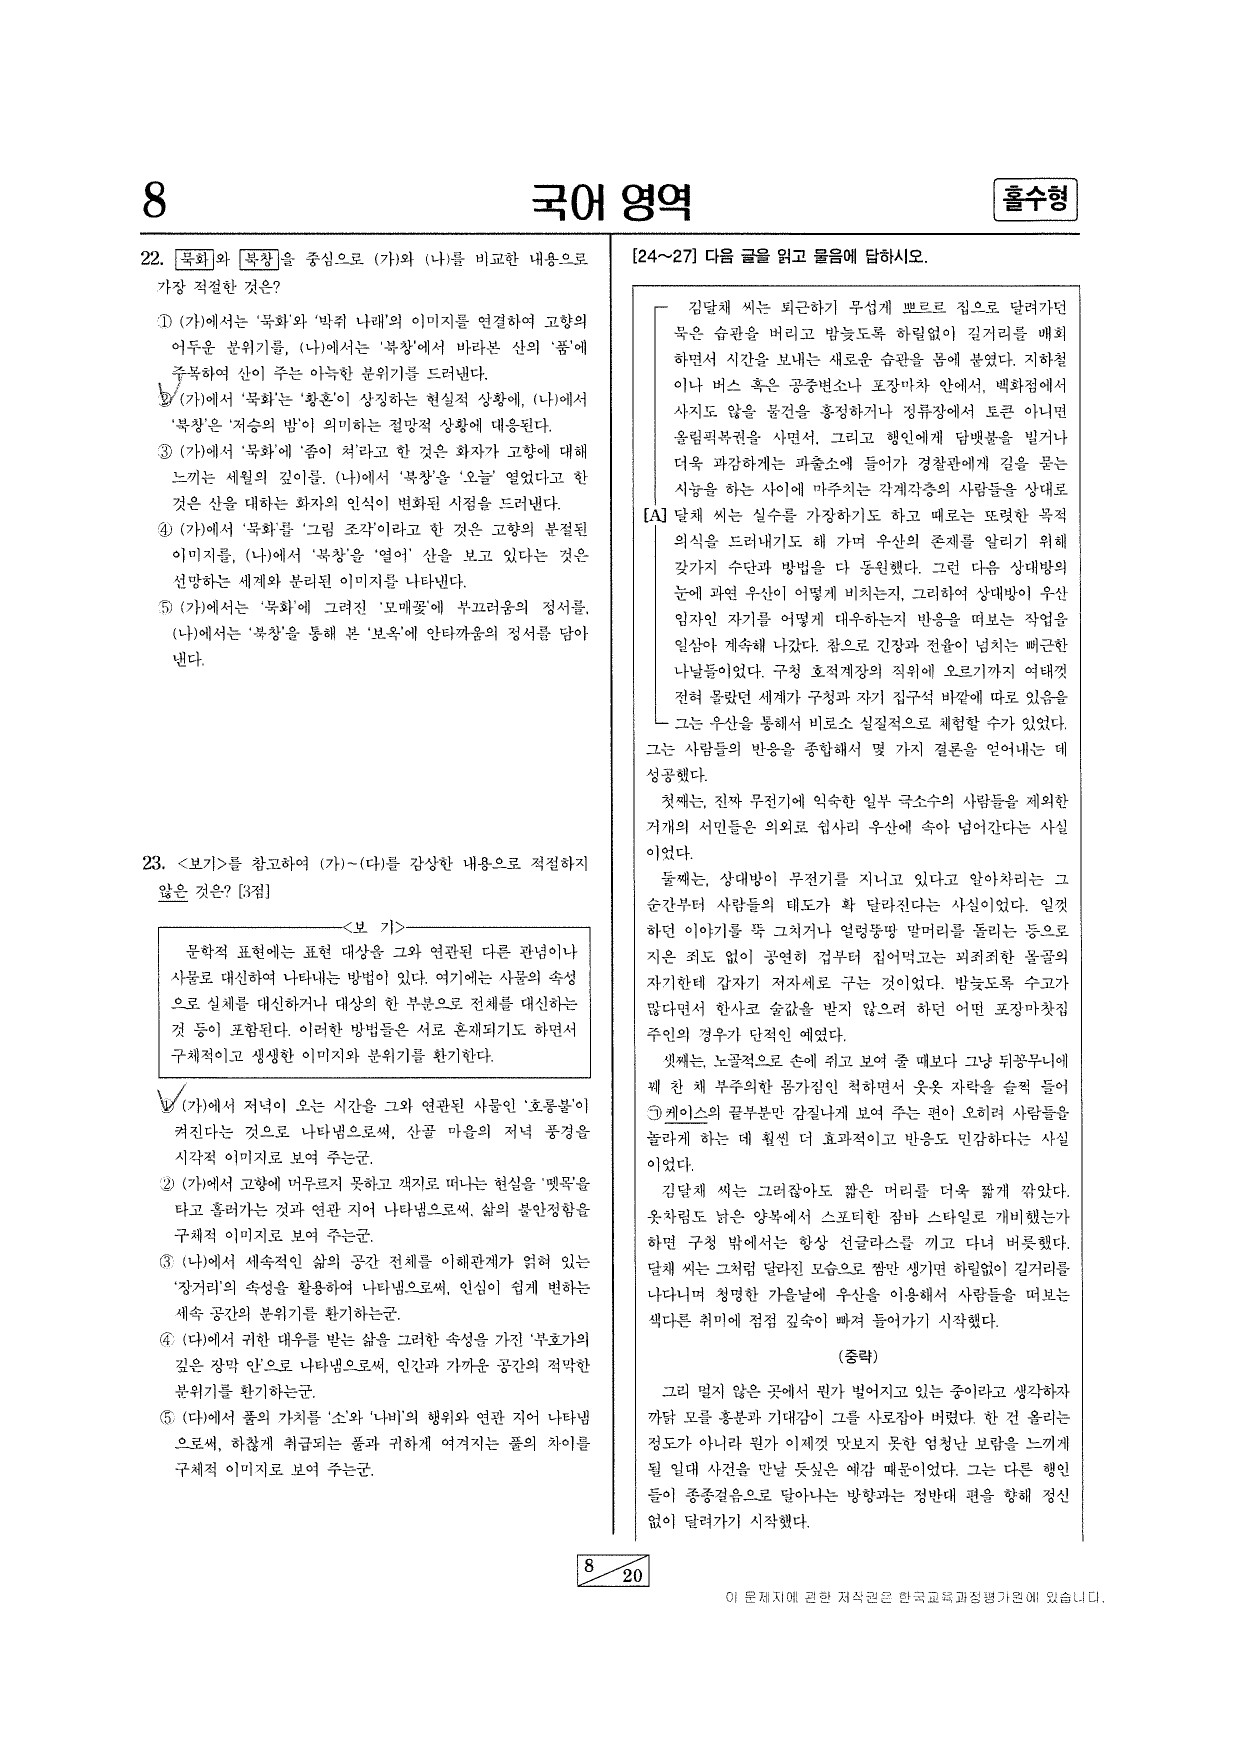 8
국어 영역
홀수형
22. 묵화와 북창을 중심으로 (가)와 (나)를 비교한 내용으로
가장 적절한 것은?
① (가)에서는 ‘묵화’와 ‘박쥐 나래’의 이미지를 연결하여 고향의
어두운 분위기를, (나)에서는 ‘북창’에서 바라본 산의 ‘품’에
주목하여 산이 주는 아늑한 분위기를 드러낸다.
② (가)에서 ‘묵화’는 ‘황혼’이 상징하는 현실적 상황에, (나)에서
‘북창’은 ‘저승의 밤’이 의미하는 절망적 상황에 대응된다.
③ (가)에서 ‘묵화’에 ‘좀이 쳐’라고 한 것은 화자가 고향에 대해
느끼는 세월의 깊이를, (나)에서 ‘북창’을 ‘오늘’ 열었다고 한
것은 산을 대하는 화자의 인식이 변화된 시점을 드러낸다.
④ (가)에서 ‘묵화’를 ‘그림 조각’이라고 한 것은 고향의 분절된
이미지를, (나)에서 ‘북창’을 ‘열어’ 산을 보고 있다는 것은
선망하는 세계와 분리된 이미지를 나타낸다.
⑤ (가)에서는 ‘묵화’에 그려진 ‘모매꽃’에 부끄러움의 정서를,
(나)에서는 ‘북창’을 통해 본 ‘보옥’에 안타까움의 정서를 담아
낸다.
23. <보기>를 참고하여 (가)~(다)를 감상한 내용으로 적절하지
않은 것은? [3점]
<보 기>
문학적 표현에는 표현 대상을 그와 연관된 다른 관념이나
사물로 대신하여 나타내는 방법이 있다. 여기에는 사물의 속성
으로 실체를 대신하거나 대상의 한 부분으로 전체를 대신하는
것 등이 포함된다. 이러한 방법들은 서로 혼재되기도 하면서
구체적이고 생생한 이미지와 분위기를 환기한다.
① (가)에서 저녁이 오는 시간을 그와 연관된 사물인 ‘호롱불’이
켜진다는 것으로 나타냄으로써, 산골 마을의 저녁 풍경을
시각적 이미지로 보여 주는군.
② (가)에서 고향에 머무르지 못하고 객지로 떠나는 현실을 ‘뗏목’을
타고 흘러가는 것과 연관 지어 나타냄으로써, 삶의 불안정함을
구체적 이미지로 보여 주는군.
③ (나)에서 세속적인 삶의 공간 전체를 이해관계가 얽혀 있는
‘장거리’의 속성을 활용하여 나타냄으로써, 인심이 쉽게 변하는
세속 공간의 분위기를 환기하는군.
④ (다)에서 귀한 대우를 받는 삶을 그러한 속성을 가진 ‘부호가의
깊은 장막 안’으로 나타냄으로써, 인간과 가까운 공간의 적막한
분위기를 환기하는군.
⑤ (다)에서 풀의 가치를 ‘소’와 ‘나비’의 행위와 연관 지어 나타냄
으로써, 하찮게 취급되는 풀과 귀하게 여겨지는 풀의 차이를
구체적 이미지로 보여 주는군.
[24~27] 다음 글을 읽고 물음에 답하시오.
김달채 씨는 퇴근하기 무섭게 뽀르르 집으로 달려가던
묵은 습관을 버리고 밤늦도록 하릴없이 길거리를 배회
하면서 시간을 보내는 새로운 습관을 몸에 붙였다. 지하철
이나 버스 혹은 공중변소나 포장마차 안에서, 백화점에서
사지도 않을 물건을 흥정하거나 정류장에서 토큰 아니면
올림픽복권을 사면서, 그리고 행인에게 담뱃불을 빌거나
더욱 과감하게는 파출소에 들어가 경찰관에게 길을 묻는
시늉을 하는 사이에 마주치는 각계각층의 사람들을 상대로
[A] 달채 씨는 실수를 가장하기도 하고 때로는 또렷한 목적
의식을 드러내기도 해 가며 우산의 존재를 알리기 위해
갖가지 수단과 방법을 다 동원했다. 그런 다음 상대방의
눈에 과연 우산이 어떻게 비치는지, 그리하여 상대방이 우산
임자인 자기를 어떻게 대우하는지 반응을 떠보는 작업을
일삼아 계속해 나갔다. 참으로 긴장과 전율이 넘치는 뻐근한
나날들이었다. 구청 호적계장의 직위에 오르기까지 여태껏
전혀 몰랐던 세계가 구청과 자기 집구석 바깥에 따로 있음을
그는 우산을 통해서 비로소 실질적으로 체험할 수가 있었다.
그는 사람들의 반응을 종합해서 몇 가지 결론을 얻어내는 데
성공했다.
첫째는, 진짜 무전기에 익숙한 일부 극소수의 사람들을 제외한
거개의 서민들은 의외로 쉽사리 우산에 속아 넘어간다는 사실
이었다.
둘째는, 상대방이 무전기를 지니고 있다고 알아차리는 그
순간부터 사람들의 태도가 확 달라진다는 사실이었다. 일껏
하던 이야기를 뚝 그치거나 얼렁뚱땅 말머리를 돌리는 등으로
지은 죄도 없이 공연히 겁부터 집어먹고는 꾀죄죄한 몰골의
자기한테 갑자기 저자세로 구는 것이었다. 밤늦도록 수고가
많다면서 한사코 술값을 받지 않으려 하던 어떤 포장마찻집
주인의 경우가 단적인 예였다.
셋째는, 노골적으로 손에 쥐고 보여 줄 때보다 그냥 뒤꽁무니에
꿰 찬 채 부주의한 몸가짐인 척하면서 웃옷 자락을 슬쩍 들어
㉠케이스의 끝부분만 감질나게 보여 주는 편이 오히려 사람들을
놀라게 하는 데 훨씬 더 효과적이고 반응도 민감하다는 사실
이었다.
김달채 씨는 그러잖아도 짧은 머리를 더욱 짧게 깎았다.
옷차림도 낡은 양복에서 스포티한 잠바 스타일로 개비했는가
하면 구청 밖에서는 항상 선글라스를 끼고 다녀 버릇했다.
달채 씨는 그처럼 달라진 모습으로 짬만 생기면 하릴없이 길거리를
나다니며 청명한 가을날에 우산을 이용해서 사람들을 떠보는
색다른 취미에 점점 깊숙이 빠져 들어가기 시작했다.
(중략)
그리 멀지 않은 곳에서 뭔가 벌어지고 있는 중이라고 생각하자
까닭 모를 흥분과 기대감이 그를 사로잡아 버렸다. 한 건 올리는
정도가 아니라 뭔가 이제껏 맛보지 못한 엄청난 보람을 느끼게
될 일대 사건을 만날 듯싶은 예감 때문이었다. 그는 다른 행인
들이 종종걸음으로 달아나는 방향과는 정반대 편을 향해 정신
없이 달려가기 시작했다.
8
20
이 문제지에 관한 저작권은 한국교육과정평가원에 있습니다.